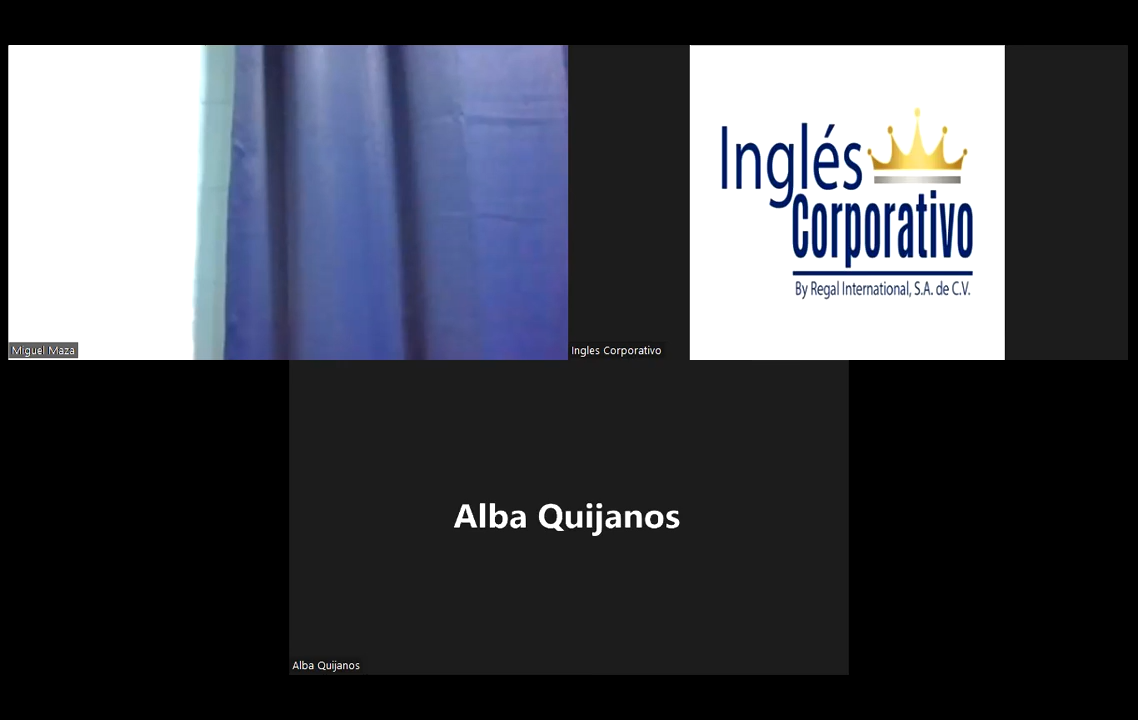 Inglés
Corporativo
By Regal International, S.A. de C.V.
Miguel Maza
Ingles Corporativo
Alba Quijanos
Alba Quijanos